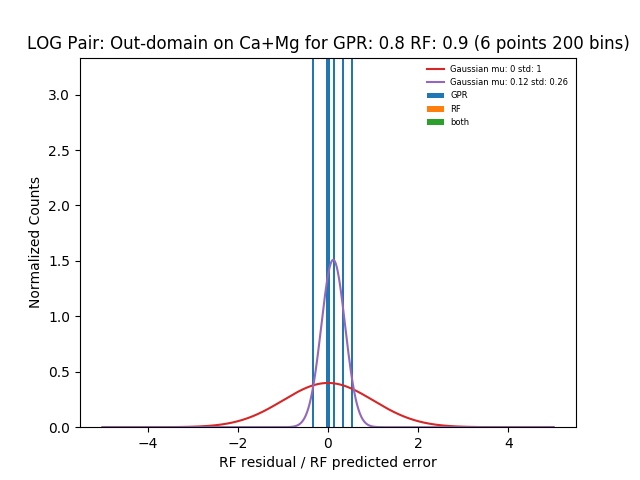 LOG Pair: Out-domain on Ca+Mg for GPR: 0.8 RF: 0.9 (6 points 200 bins)
Gaussian mu: 0 std: 1
Gaussian mu: 0.12 std: 0.26
GPR
RF
both
Normalized Counts
3.0
2.5
2.0
1.5
1.0
0.5
0.0
−4 −2 0 2 4
RF residual / RF predicted error